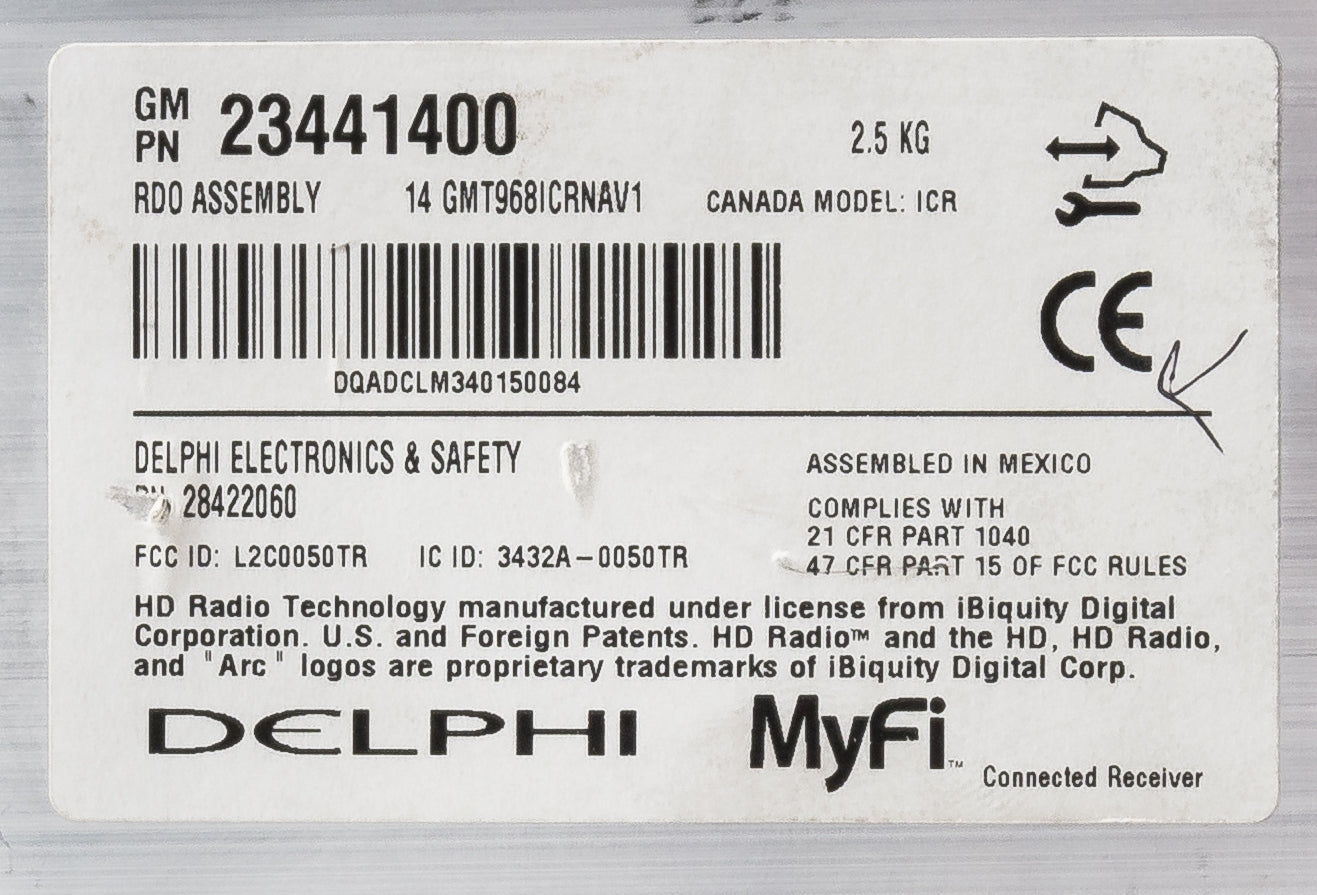 GM PN 23441400
2.5 KG
RDO ASSEMBLY 14 GMT968ICRNAV1 CANADA MODEL: ICR
CE
DQADCLM340150084
DELPHI ELECTRONICS & SAFETY
PN 28422060
FCC ID: L2C0050TR IC ID: 3432A-0050TR
ASSEMBLED IN MEXICO
COMPLIES WITH
21 CFR PART 1040
47 CFR PART 15 OF FCC RULES
HD Radio Technology manufactured under license from iBiquity Digital
Corporation. U.S. and Foreign Patents. HD Radio™ and the HD, HD Radio,
and "Arc" logos are proprietary trademarks of iBiquity Digital Corp.
DELPHI
MyFi™
Connected Receiver